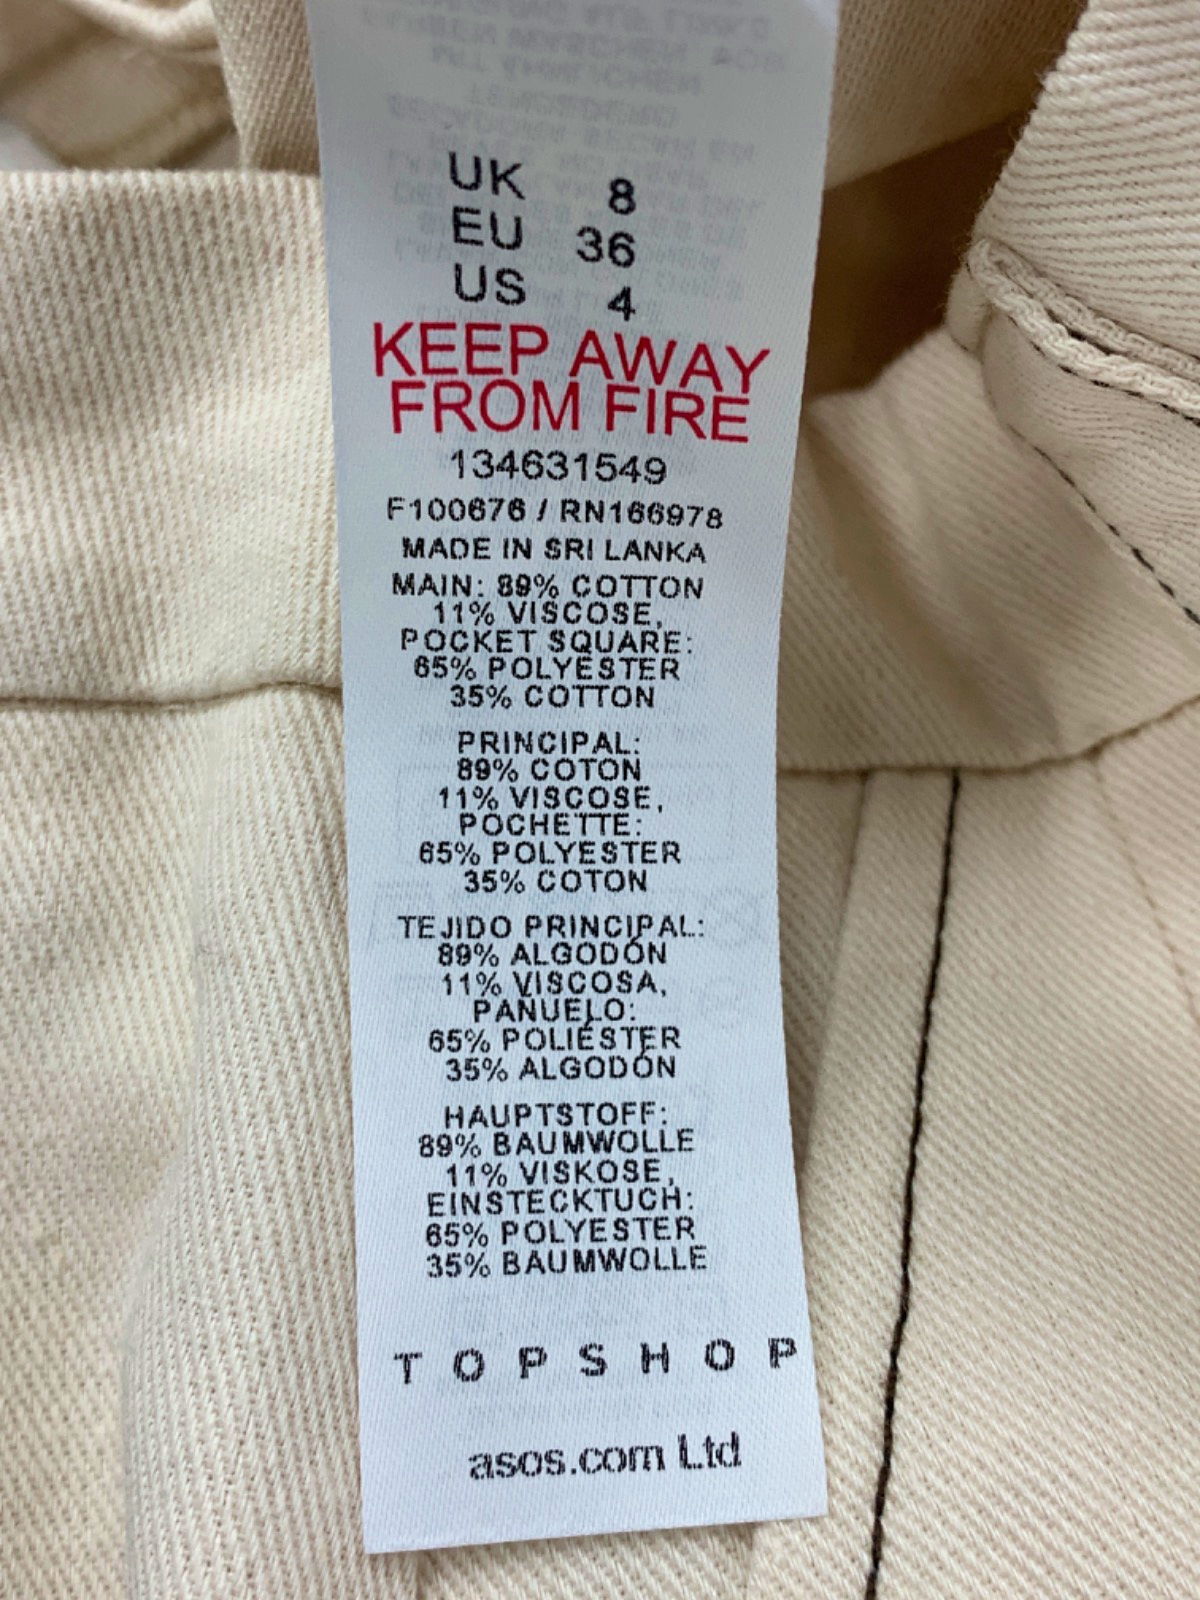 UK 8
EU 36
US 4
KEEP AWAY
FROM FIRE
134631549
F100676 / RN166978
MADE IN SRI LANKA
MAIN: 89% COTTON
11% VISCOSE,
POCKET SQUARE:
65% POLYESTER
35% COTTON
PRINCIPAL:
89% COTON
11% VISCOSE,
POCHETTE:
65% POLYESTER
35% COTON
TEJIDO PRINCIPAL:
89% ALGODÓN
11% VISCOSA,
PAÑUELO:
65% POLIÉSTER
35% ALGODÓN
HAUPTSTOFF:
89% BAUMWOLLE
11% VISKOSE,
EINSTECKTUCH:
65% POLYESTER
35% BAUMWOLLE
TOPSHOP
asos.com Ltd